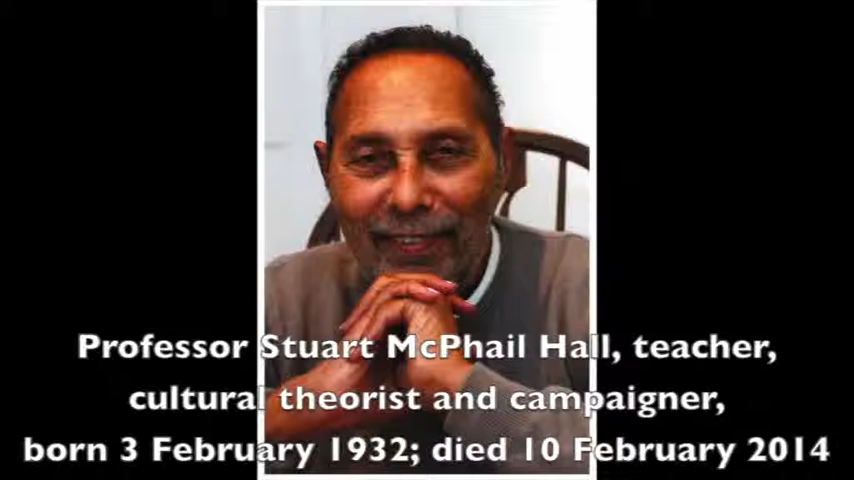 Professor Stuart McPhail Hall, teacher,
cultural theorist and campaigner,
born 3 February 1932; died 10 February 2014